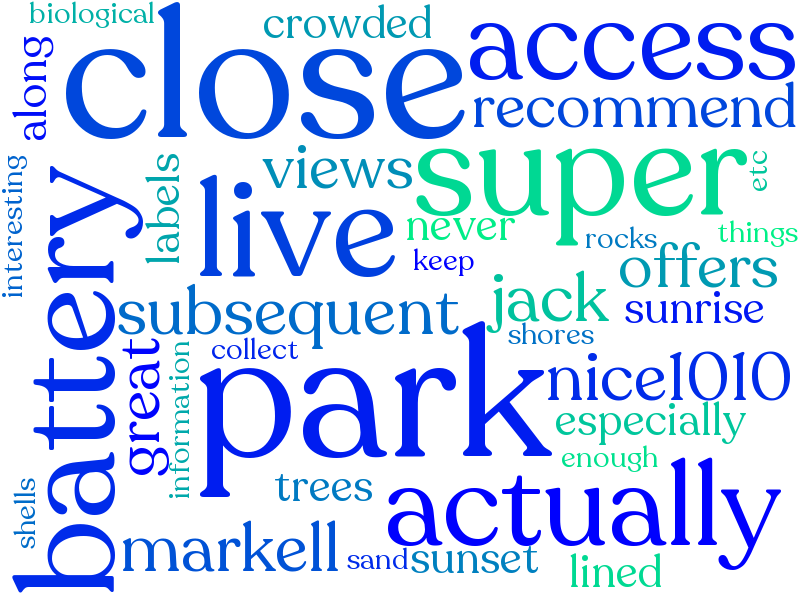 biological
crowded
close
access
along
recommend
interesting
labels
views
super
etc
battery
live
never
rocks
things
keep
offers
subsequent
jack
sunrise
shores
great
collect
information
park
nice1010
especially
enough
shells
trees
actually
markell
sand
sunset
lined